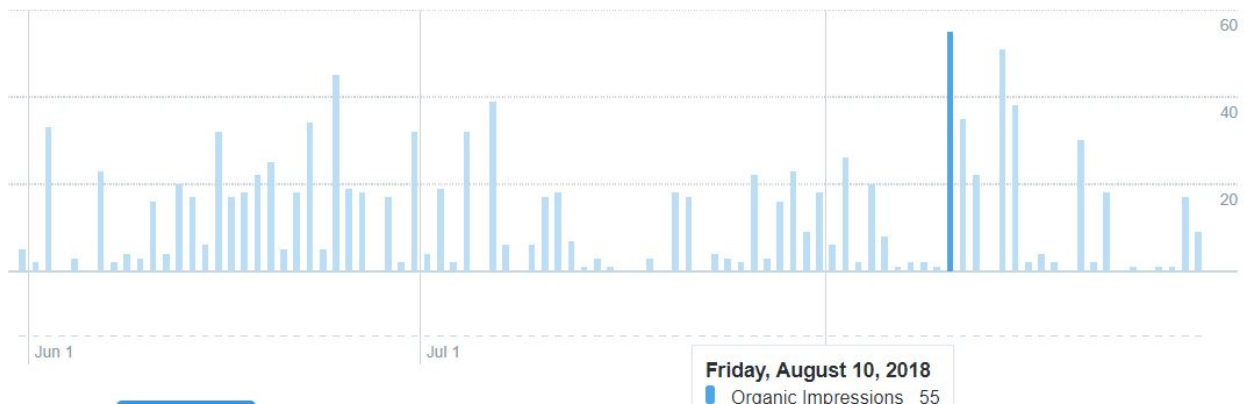 60
40
20
Jun 1
Jul 1
Friday, August 10, 2018
Organic Impressions 55